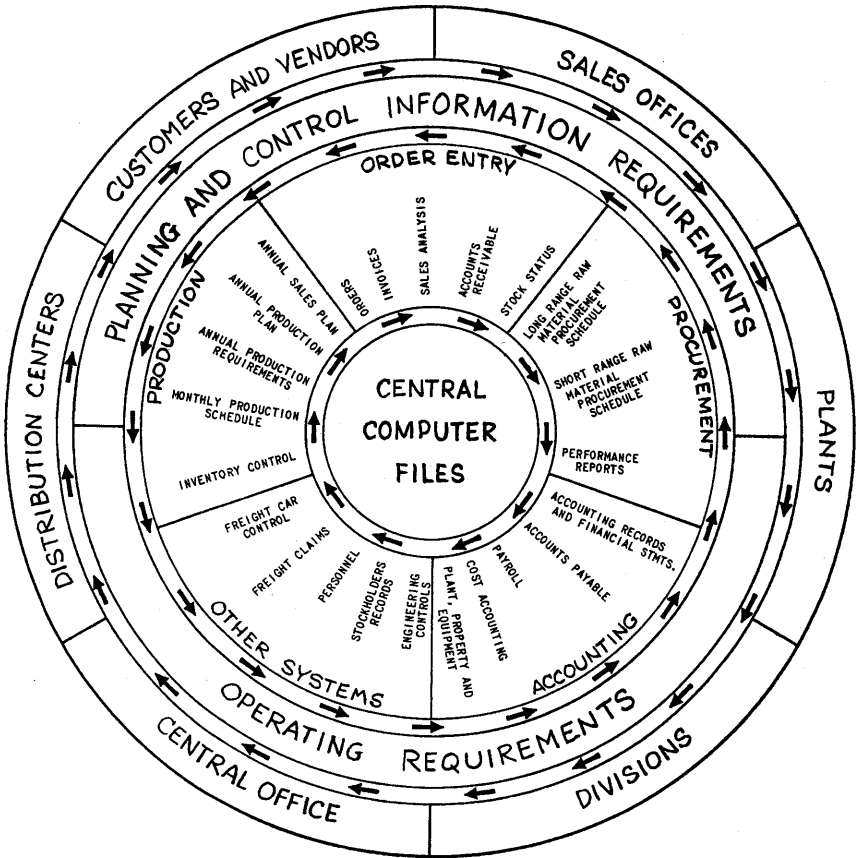 CUSTOMERS AND VENDORS
SALES OFFICES
PLANTS
DIVISIONS
CENTRAL OFFICE
DISTRIBUTION CENTERS
PLANNING AND CONTROL INFORMATION REQUIREMENTS
OPERATING REQUIREMENTS
ORDER ENTRY
ORDERS
INVOICES
SALES ANALYSIS
ACCOUNTS
RECEIVABLE
STOCK STATUS
PROCUREMENT
LONG RANGE RAW
MATERIAL
PROCUREMENT
SCHEDULE
SHORT RANGE RAW
MATERIAL
PROCUREMENT
SCHEDULE
PERFORMANCE
REPORTS
ACCOUNTING
ACCOUNTING RECORDS
AND FINANCIAL STMTS.
ACCOUNTS PAYABLE
PAYROLL
COST ACCOUNTING
PLANT, PROPERTY AND
EQUIPMENT
OTHER SYSTEMS
ENGINEERING
CONTROLS
STOCKHOLDERS
RECORDS
PERSONNEL
FREIGHT CLAIMS
FREIGHT CAR
CONTROL
PRODUCTION
INVENTORY CONTROL
MONTHLY PRODUCTION
SCHEDULE
ANNUAL PRODUCTION
REQUIREMENTS
ANNUAL PRODUCTION
PLAN
ANNUAL SALES PLAN
CENTRAL
COMPUTER
FILES